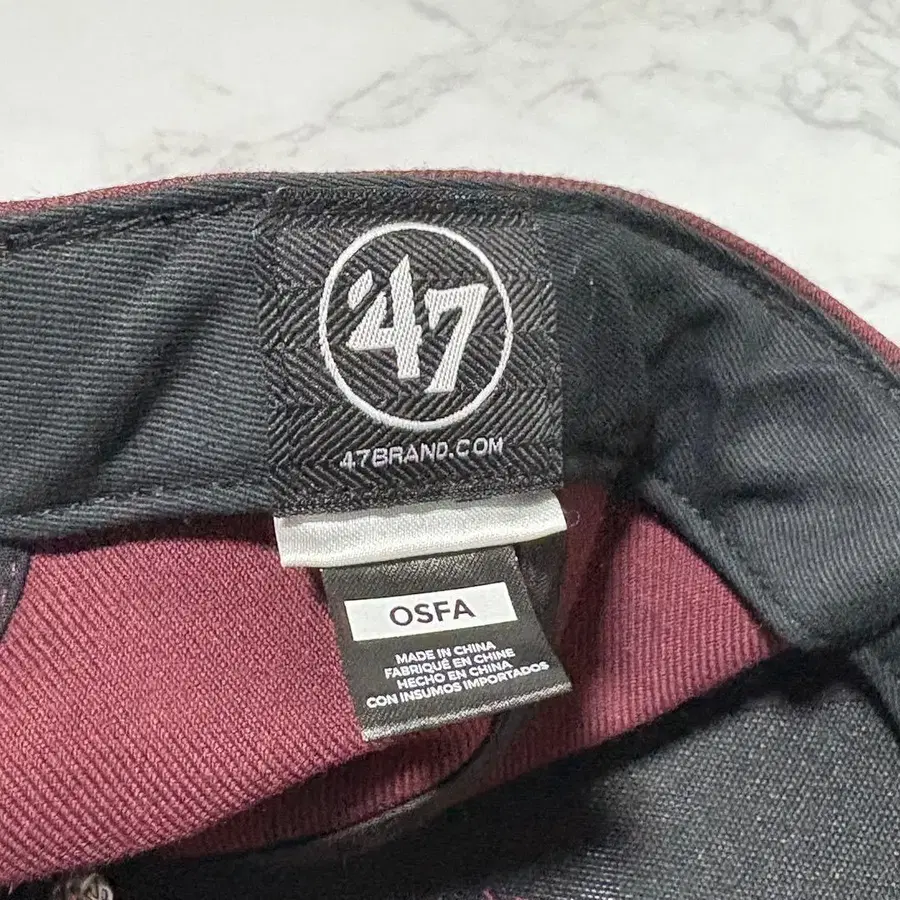 '47
47BRAND.COM
OSFA
MADE IN CHINA
FABRIQUÉ EN CHINE
HECHO EN CHINA
CON INSUMOS IMPORTADOS